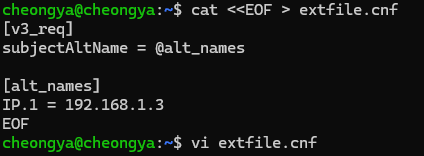 cheongya@cheongya:~$ cat <<EOF > extfile.cnf
[v3_req]
subjectAltName = @alt_names

[alt_names]
IP.1 = 192.168.1.3
EOF
cheongya@cheongya:~$ vi extfile.cnf